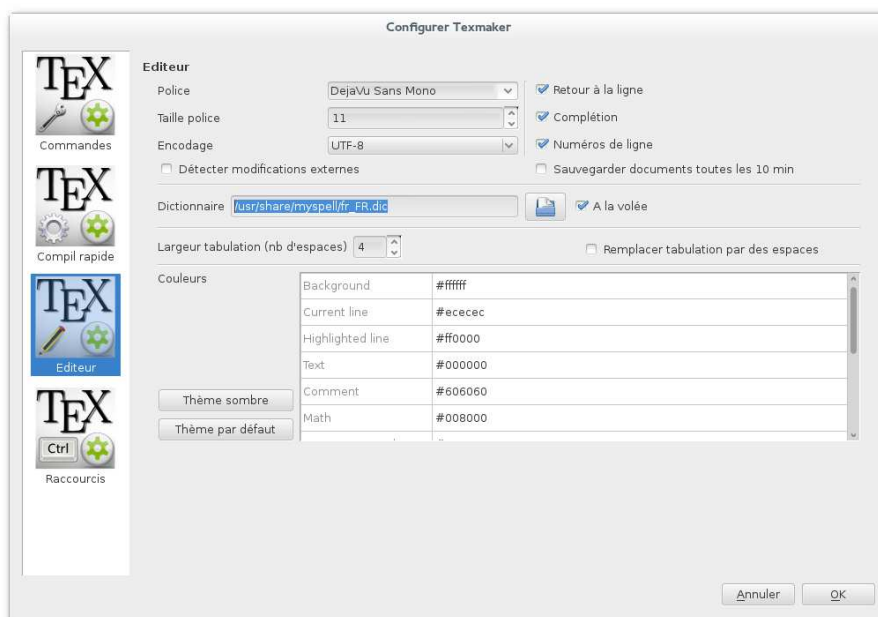 Configurer Texmaker
TEX
Commandes
TEX
Compil rapide
TEX
Editeur
TEX
Ctrl
Raccourcis
Editeur
Police DejaVu Sans Mono Retour à la ligne
Taille police 11 Complétion
Encodage UTF-8 Numéros de ligne
Détecter modifications externes Sauvegarder documents toutes les 10 min
Dictionnaire /usr/share/myspell/fr_FR.dic A la volée
Largeur tabulation (nb d'espaces) 4 Remplacer tabulation par des espaces
Couleurs
Background #ffffff
Current line #ececec
Highlighted line #ff0000
Text #000000
Comment #606060
Math #008000
Thème sombre
Thème par défaut
Annuler OK